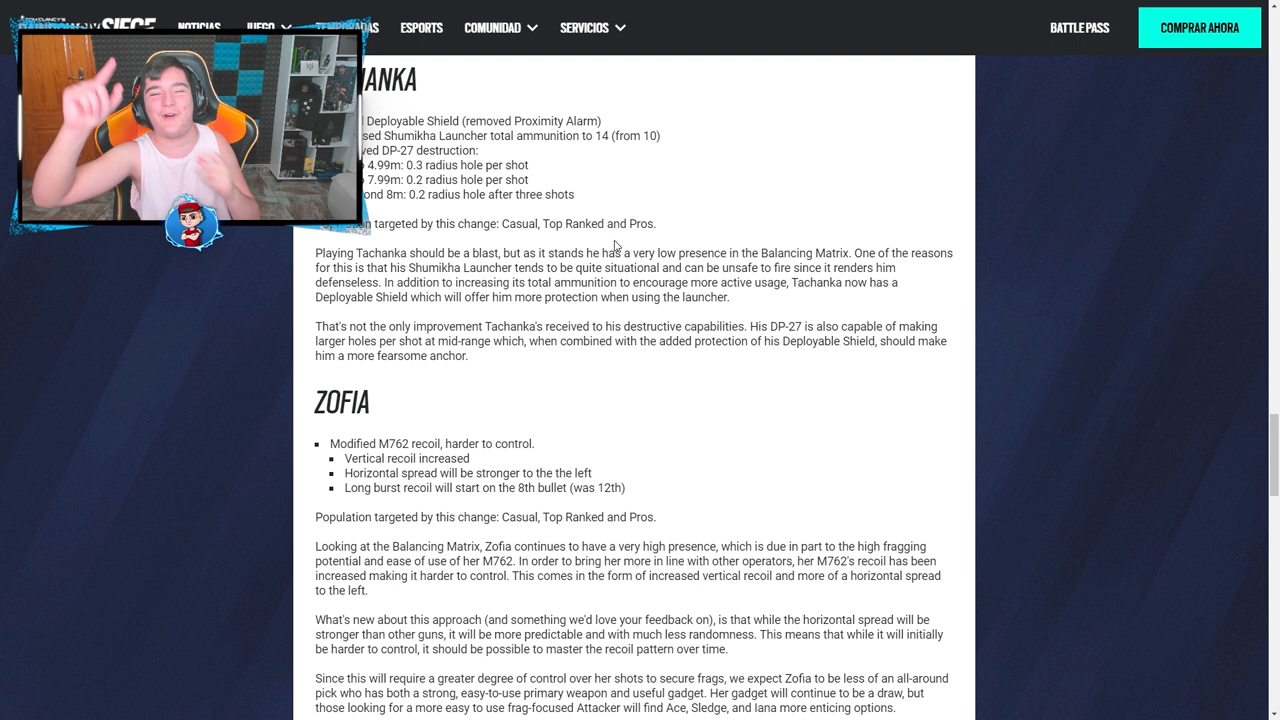 SIEGE NOTICIAS JUEGO TEMPORADAS ESPORTS COMUNIDAD SERVICIOS BATTLE PASS COMPRAR AHORA
ANKA
Deployable Shield (removed Proximity Alarm)
sed Shumikha Launcher total ammunition to 14 (from 10)
ved DP-27 destruction:
4.99m: 0.3 radius hole per shot
7.99m: 0.2 radius hole per shot
ond 8m: 0.2 radius hole after three shots
n targeted by this change: Casual, Top Ranked and Pros.
Playing Tachanka should be a blast, but as it stands he has a very low presence in the Balancing Matrix. One of the reasons
for this is that his Shumikha Launcher tends to be quite situational and can be unsafe to fire since it renders him
defenseless. In addition to increasing its total ammunition to encourage more active usage, Tachanka now has a
Deployable Shield which will offer him more protection when using the launcher.
That's not the only improvement Tachanka's received to his destructive capabilities. His DP-27 is also capable of making
larger holes per shot at mid-range which, when combined with the added protection of his Deployable Shield, should make
him a more fearsome anchor.
ZOFIA
Modified M762 recoil, harder to control.
Vertical recoil increased
Horizontal spread will be stronger to the the left
Long burst recoil will start on the 8th bullet (was 12th)
Population targeted by this change: Casual, Top Ranked and Pros.
Looking at the Balancing Matrix, Zofia continues to have a very high presence, which is due in part to the high fragging
potential and ease of use of her M762. In order to bring her more in line with other operators, her M762's recoil has been
increased making it harder to control. This comes in the form of increased vertical recoil and more of a horizontal spread
to the left.
What's new about this approach (and something we'd love your feedback on), is that while the horizontal spread will be
stronger than other guns, it will be more predictable and with much less randomness. This means that while it will initially
be harder to control, it should be possible to master the recoil pattern over time.
Since this will require a greater degree of control over her shots to secure frags, we expect Zofia to be less of an all-around
pick who has both a strong, easy-to-use primary weapon and useful gadget. Her gadget will continue to be a draw, but
those looking for a more easy to use frag-focused Attacker will find Ace, Sledge, and Iana more enticing options.